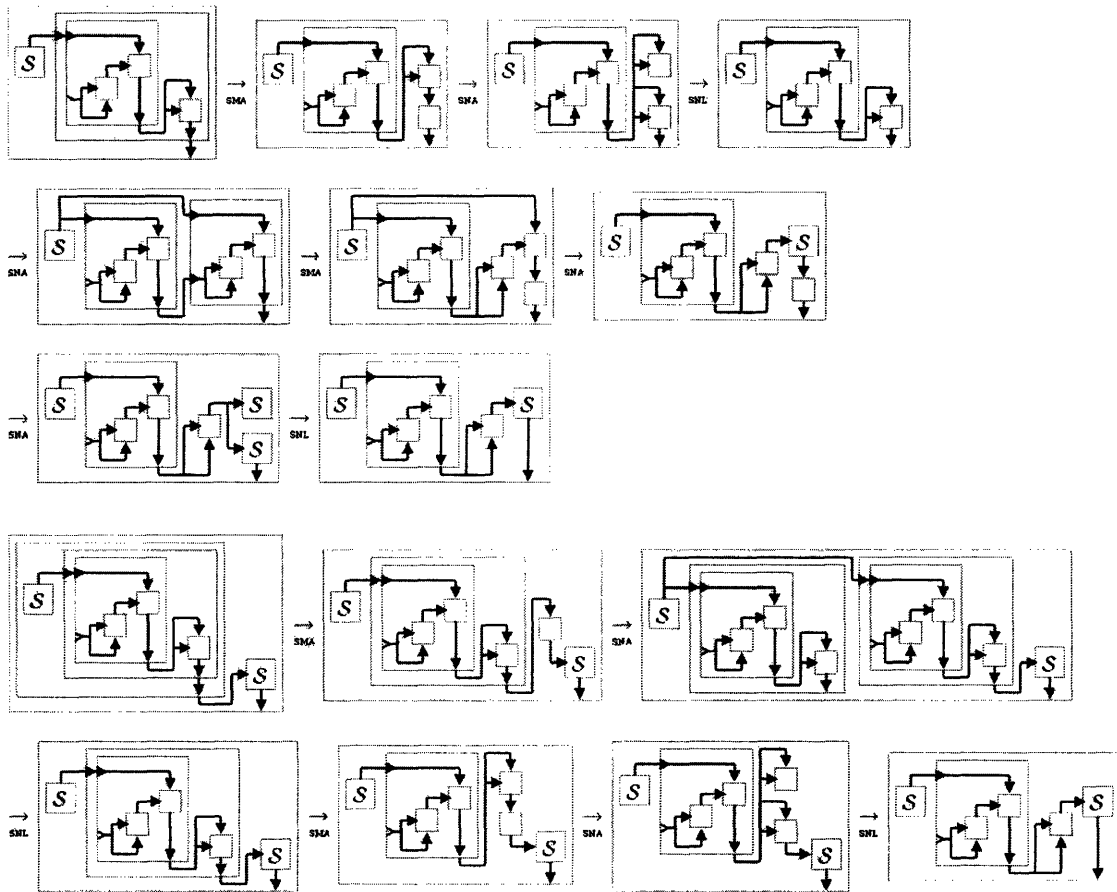 S S S S
→ → →
SMA SNA SNL
S S S S
→ → →
SNA SMA SNA
S S S S
→ →
SNA SNL
S
S S S
→ →
SMA SNA
S S S
S S S S S
→ → → →
SNL SMA SNA SNL
S S S